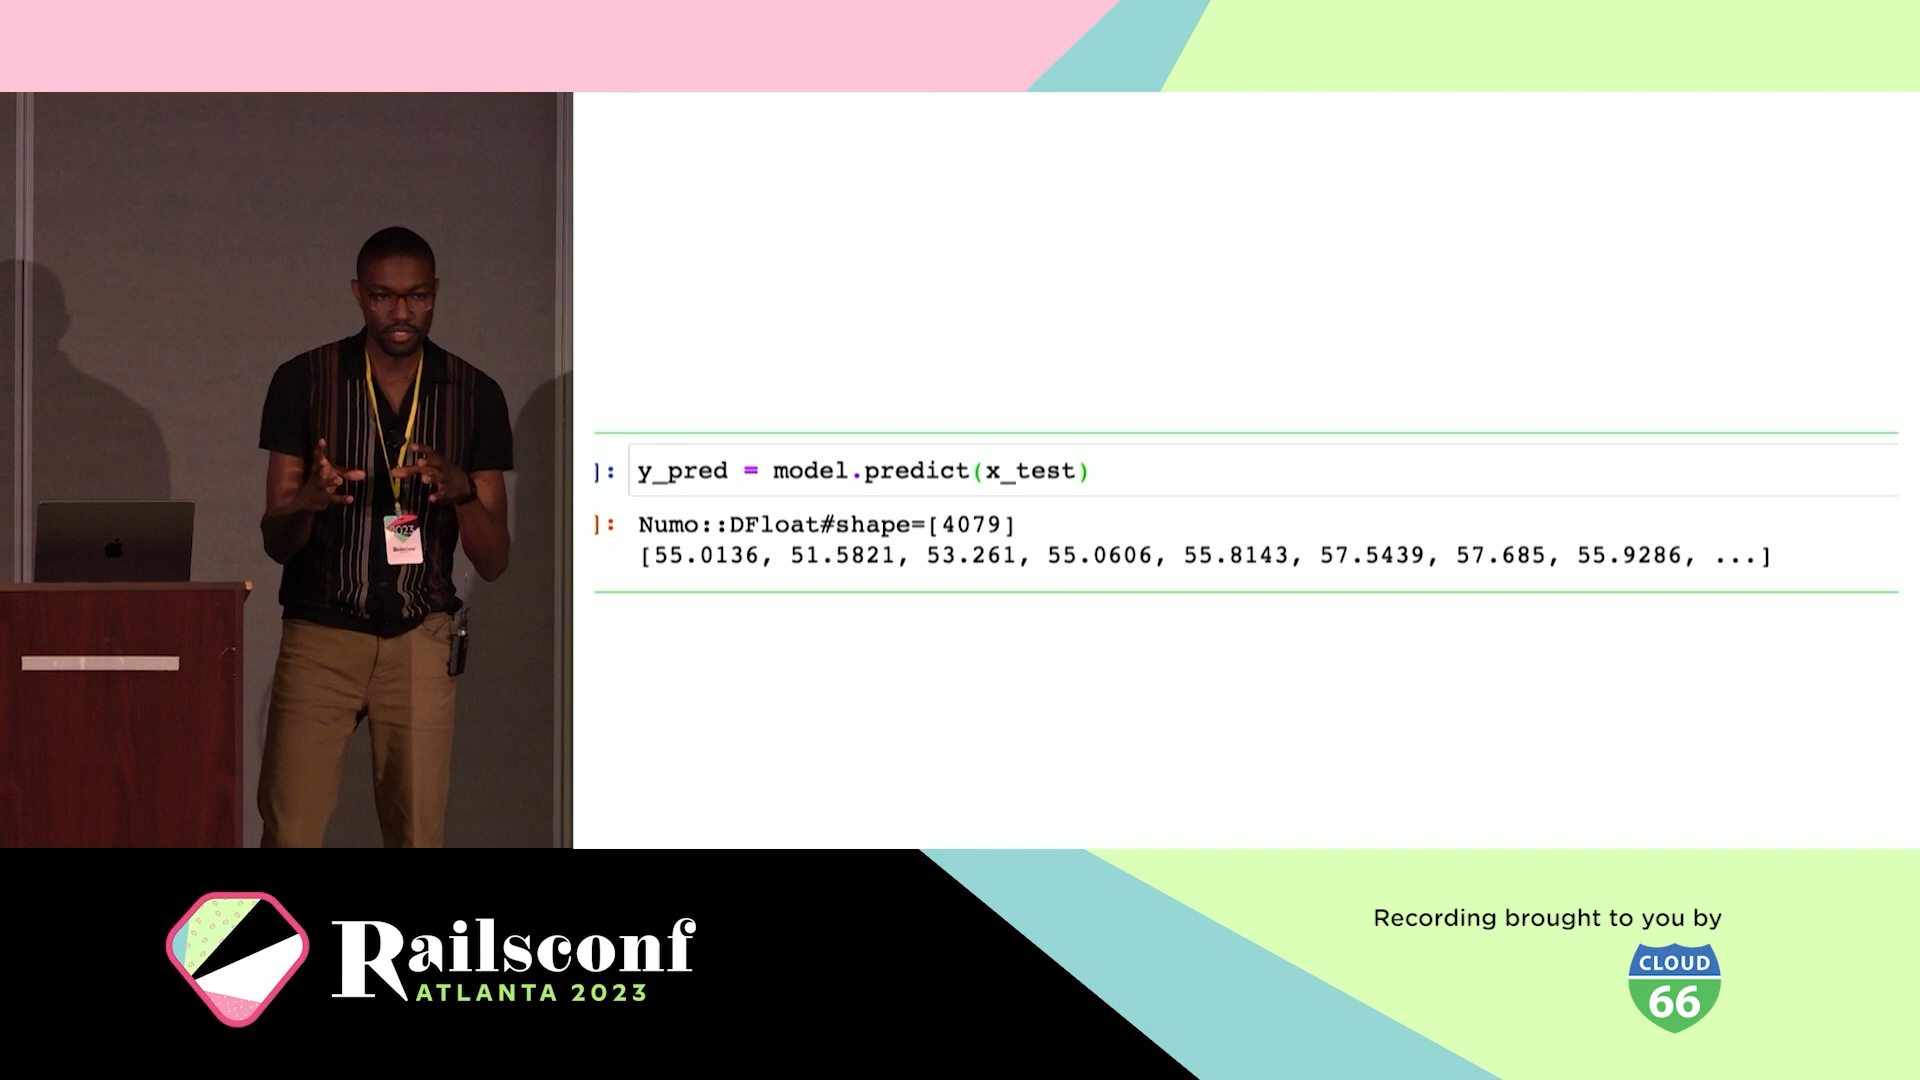 ]: y_pred = model.predict(x_test)
]: Numo::DFloat#shape=[4079]
[55.0136, 51.5821, 53.261, 55.0606, 55.8143, 57.5439, 57.685, 55.9286, ...]
2023
Railsconf
ATLANTA 2023
Recording brought to you by
CLOUD
66